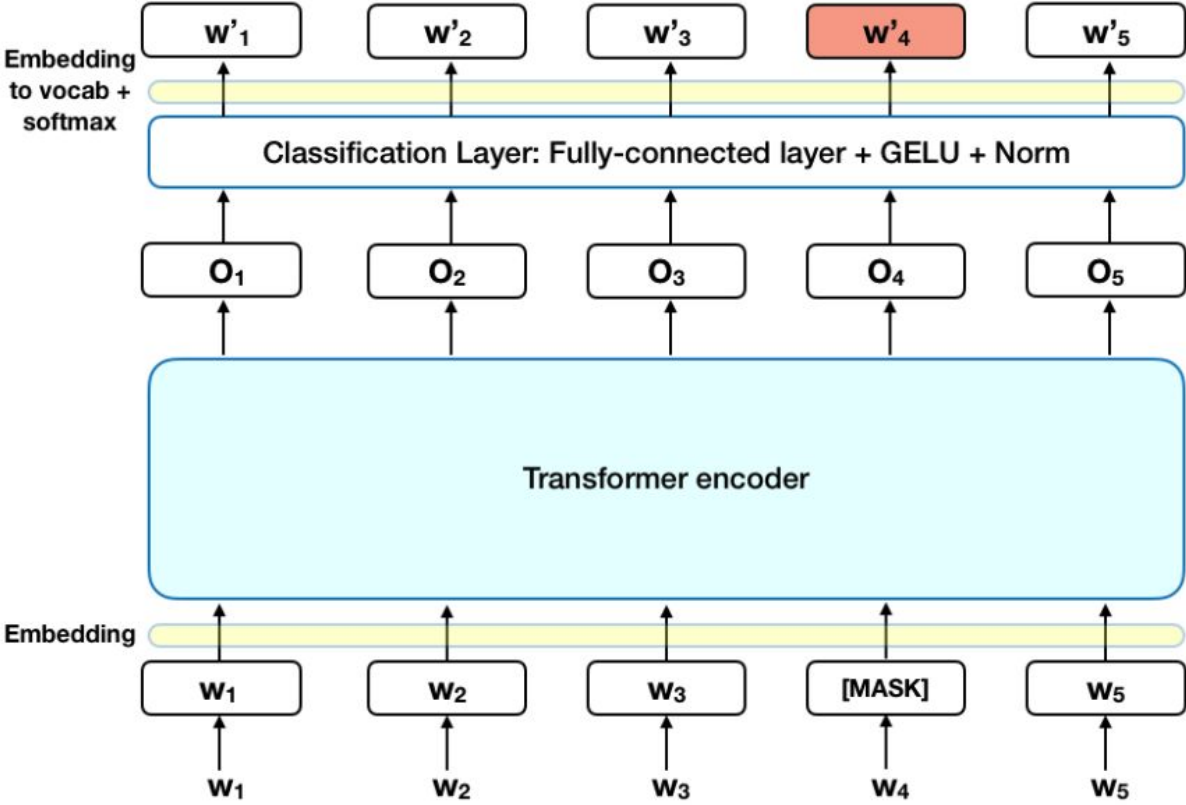 w'₁ w'₂ w'₃ w'₄ w'₅
Embedding
to vocab +
softmax
Classification Layer: Fully-connected layer + GELU + Norm
O₁ O₂ O₃ O₄ O₅
Transformer encoder
Embedding
W₁ W₂ W₃ [MASK] W₅
W₁ W₂ W₃ W₄ W₅